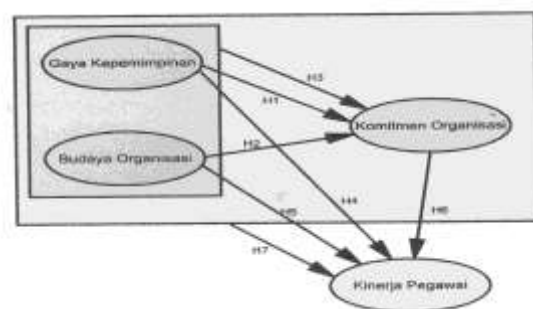 Gaya Kepemimpinan
H3
H1
Komitmen Organisasi
H2
Budaya Organisasi
H4
H5
H6
H7
Kinerja Pegawai